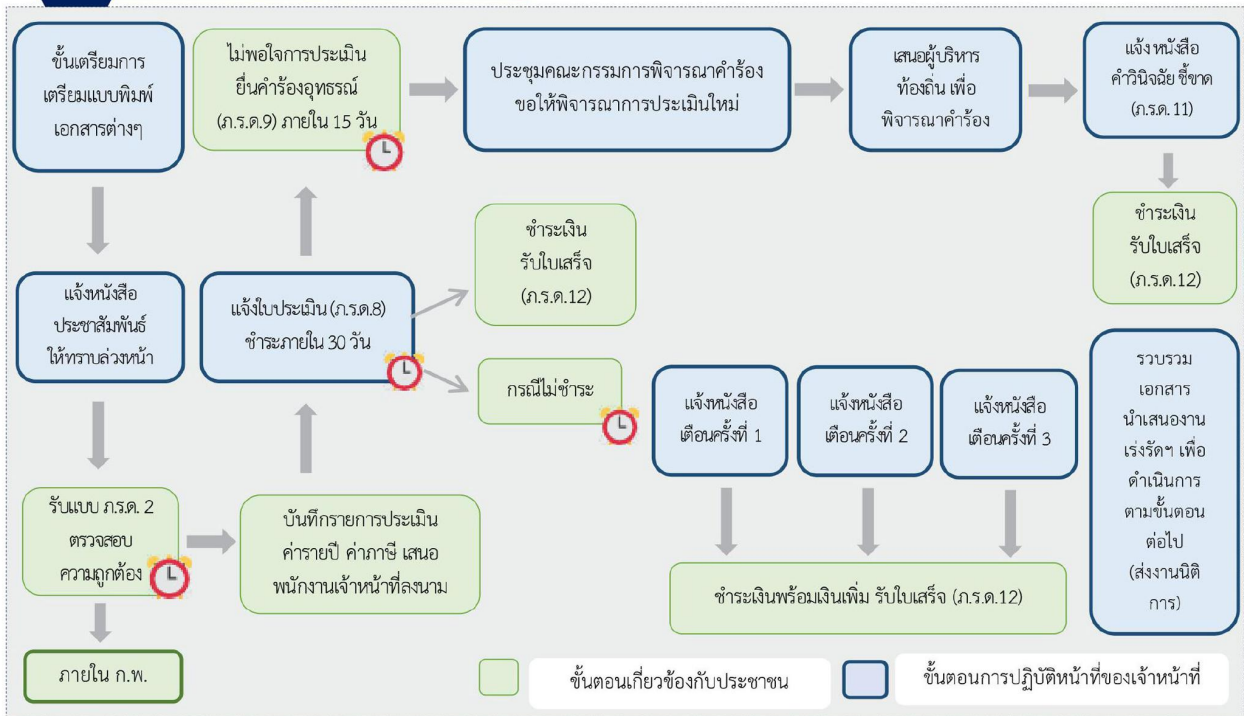 ขั้นเตรียมการ
เตรียมแบบพิมพ์
เอกสารต่างๆ
ไม่พอใจการประเมิน
ยื่นคำร้องอุทธรณ์
(ภ.ร.ด.9) ภายใน 15 วัน
ประชุมคณะกรรมการพิจารณาคำร้อง
ขอให้พิจารณาการประเมินใหม่
เสนอผู้บริหาร
ท้องถิ่น เพื่อ
พิจารณาคำร้อง
แจ้งหนังสือ
คำวินิจฉัย ชี้ขาด
(ภ.ร.ด. 11)
ชำระเงิน
รับใบเสร็จ
(ภ.ร.ด.12)
แจ้งหนังสือ
ประชาสัมพันธ์
ให้ทราบล่วงหน้า
แจ้งใบประเมิน (ภ.ร.ด.8)
ชำระภายใน 30 วัน
ชำระเงิน
รับใบเสร็จ
(ภ.ร.ด.12)
กรณีไม่ชำระ
แจ้งหนังสือ
เตือนครั้งที่ 1
แจ้งหนังสือ
เตือนครั้งที่ 2
แจ้งหนังสือ
เตือนครั้งที่ 3
รวบรวม
เอกสาร
นำเสนองาน
เร่งรัดฯ เพื่อ
ดำเนินการ
ตามขั้นตอน
ต่อไป
(ส่งงานนิติ
การ)
รับแบบ ภ.ร.ด. 2
ตรวจสอบ
ความถูกต้อง
บันทึกรายการประเมิน
ค่ารายปี ค่าภาษี เสนอ
พนักงานเจ้าหน้าที่ลงนาม
ชำระเงินพร้อมเงินเพิ่ม รับใบเสร็จ (ภ.ร.ด.12)
ภายใน ก.พ.
ขั้นตอนเกี่ยวข้องกับประชาชน
ขั้นตอนการปฏิบัติหน้าที่ของเจ้าหน้าที่